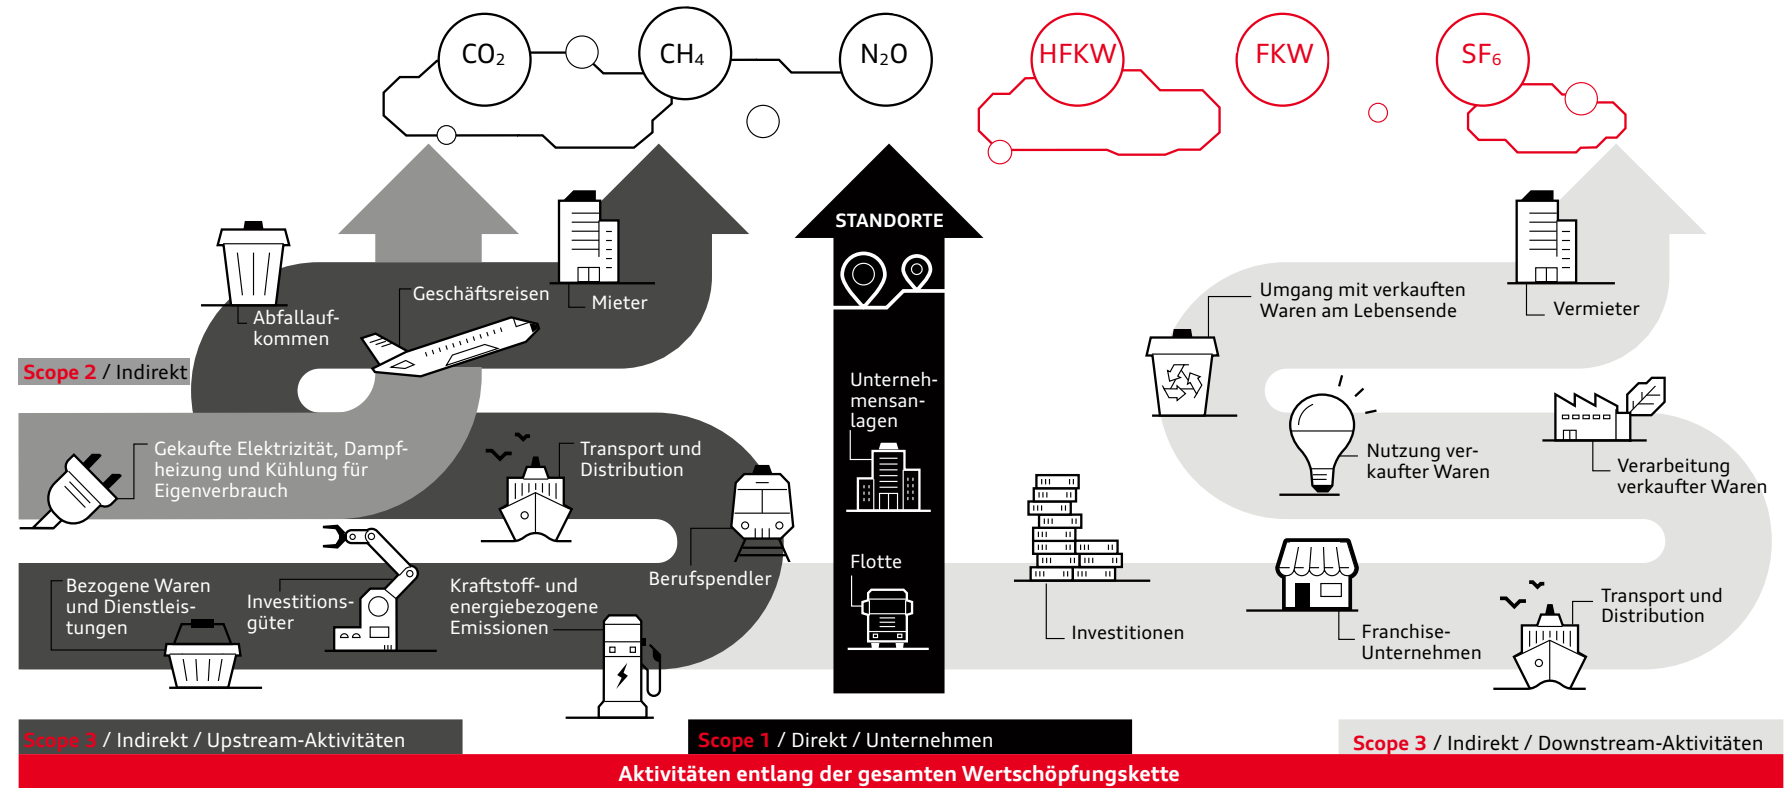 CO₂
CH₄
N₂O
HFKW
FKW
SF₆
STANDORTE
Geschäftsreisen
Mieter
Abfallauf-
kommen
Scope 2 / Indirekt
Gekaufte Elektrizität, Dampf-
heizung und Kühlung für
Eigenverbrauch
Transport und
Distribution
Berufspendler
Bezogene Waren
und Dienstleis-
tungen
Investitions-
güter
Kraftstoff- und
energiebezogene
Emissionen
Unterneh-
mensan-
lagen
Flotte
Umgang mit verkauften
Waren am Lebensende
Vermieter
Nutzung ver-
kaufter Waren
Verarbeitung
verkaufter Waren
Investitionen
Franchise-
Unternehmen
Transport und
Distribution
Scope 3 / Indirekt / Upstream-Aktivitäten
Scope 1 / Direkt / Unternehmen
Scope 3 / Indirekt / Downstream-Aktivitäten
Aktivitäten entlang der gesamten Wertschöpfungskette